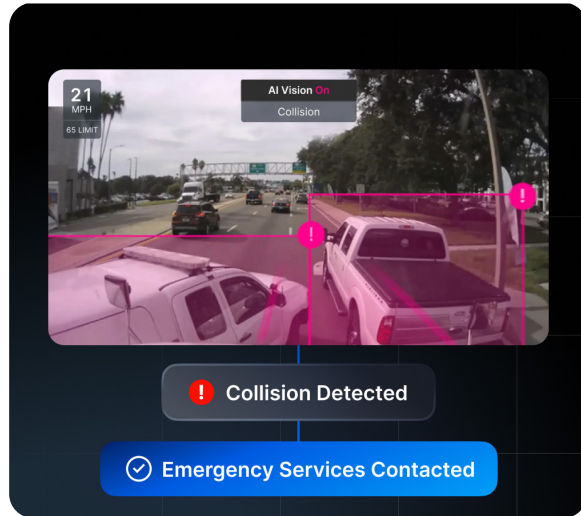 21
MPH
65 LIMIT
AI Vision On
Collision
!
!
! Collision Detected
Emergency Services Contacted